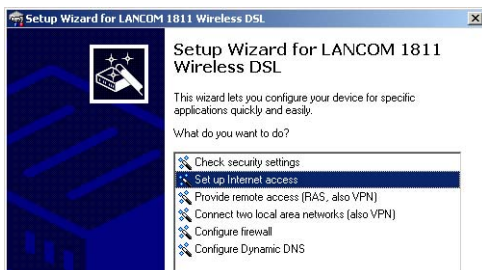 Setup Wizard for LANCOM 1811 Wireless DSL
Setup Wizard for LANCOM 1811
Wireless DSL
This wizard lets you configure your device for specific
applications quickly and easily.
What do you want to do?
Check security settings
Set up Internet access
Provide remote access (RAS, also VPN)
Connect two local area networks (also VPN)
Configure firewall
Configure Dynamic DNS